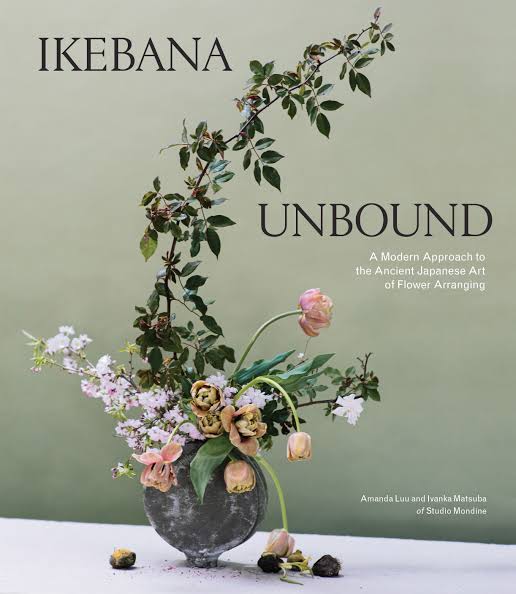 IKEBANA
UNBOUND
A Modern Approach to
the Ancient Japanese Art
of Flower Arranging
Amanda Luu and Ivanka Matsuba
of Studio Mondine